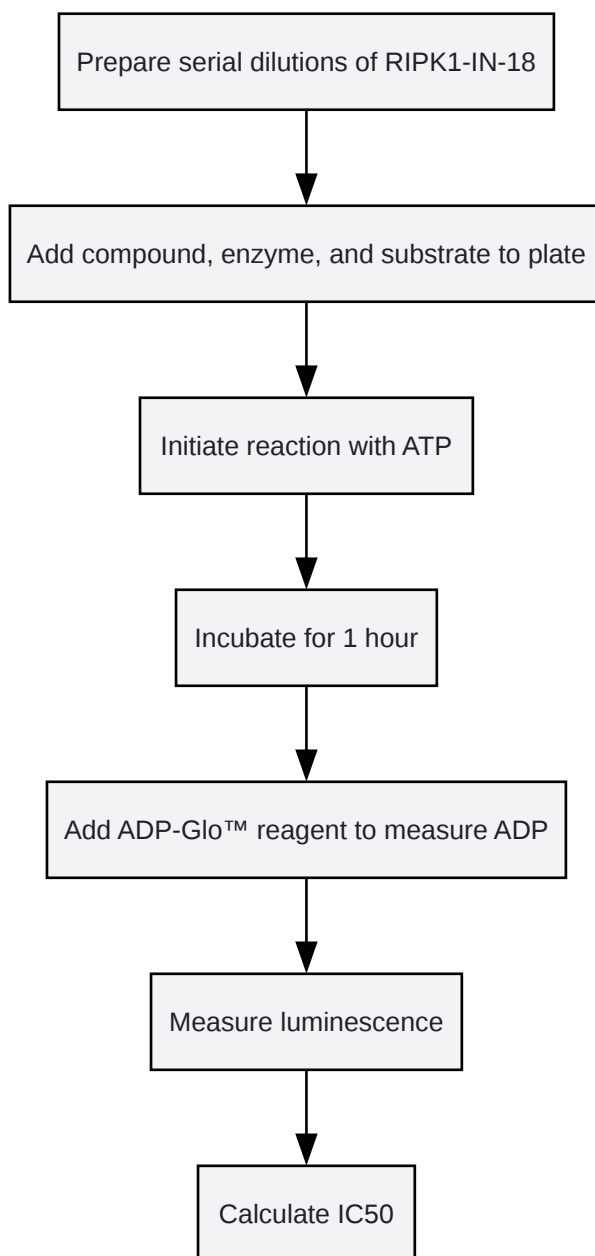 Prepare serial dilutions of RIPK1-IN-18
Add compound, enzyme, and substrate to plate
Initiate reaction with ATP
Incubate for 1 hour
Add ADP-Glo™ reagent to measure ADP
Measure luminescence
Calculate IC50